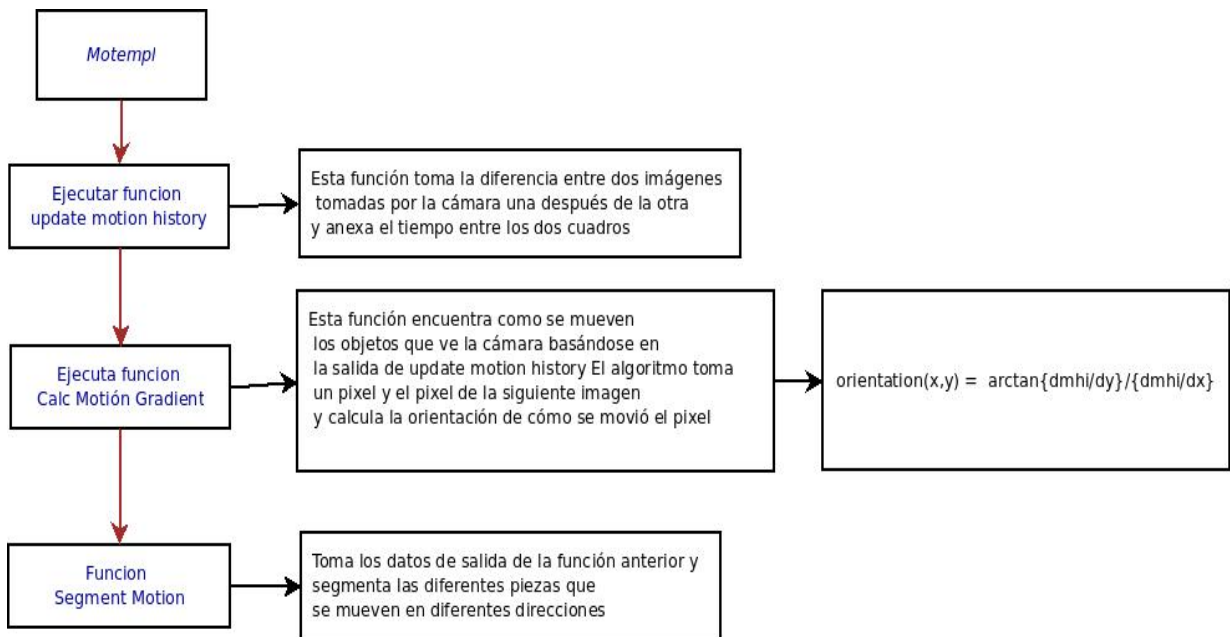 Motempl
Ejecutar funcion
update motion history
Esta función toma la diferencia entre dos imágenes
tomadas por la cámara una después de la otra
y anexa el tiempo entre los dos cuadros
Ejecuta funcion
Calc Motión Gradient
Esta función encuentra como se mueven
los objetos que ve la cámara basándose en
la salida de update motion history El algoritmo toma
un pixel y el pixel de la siguiente imagen
y calcula la orientación de cómo se movió el pixel
orientation(x,y) = arctan{dmhi/dy}/{dmhi/dx}
Funcion
Segment Motion
Toma los datos de salida de la función anterior y
segmenta las diferentes piezas que
se mueven en diferentes direcciones